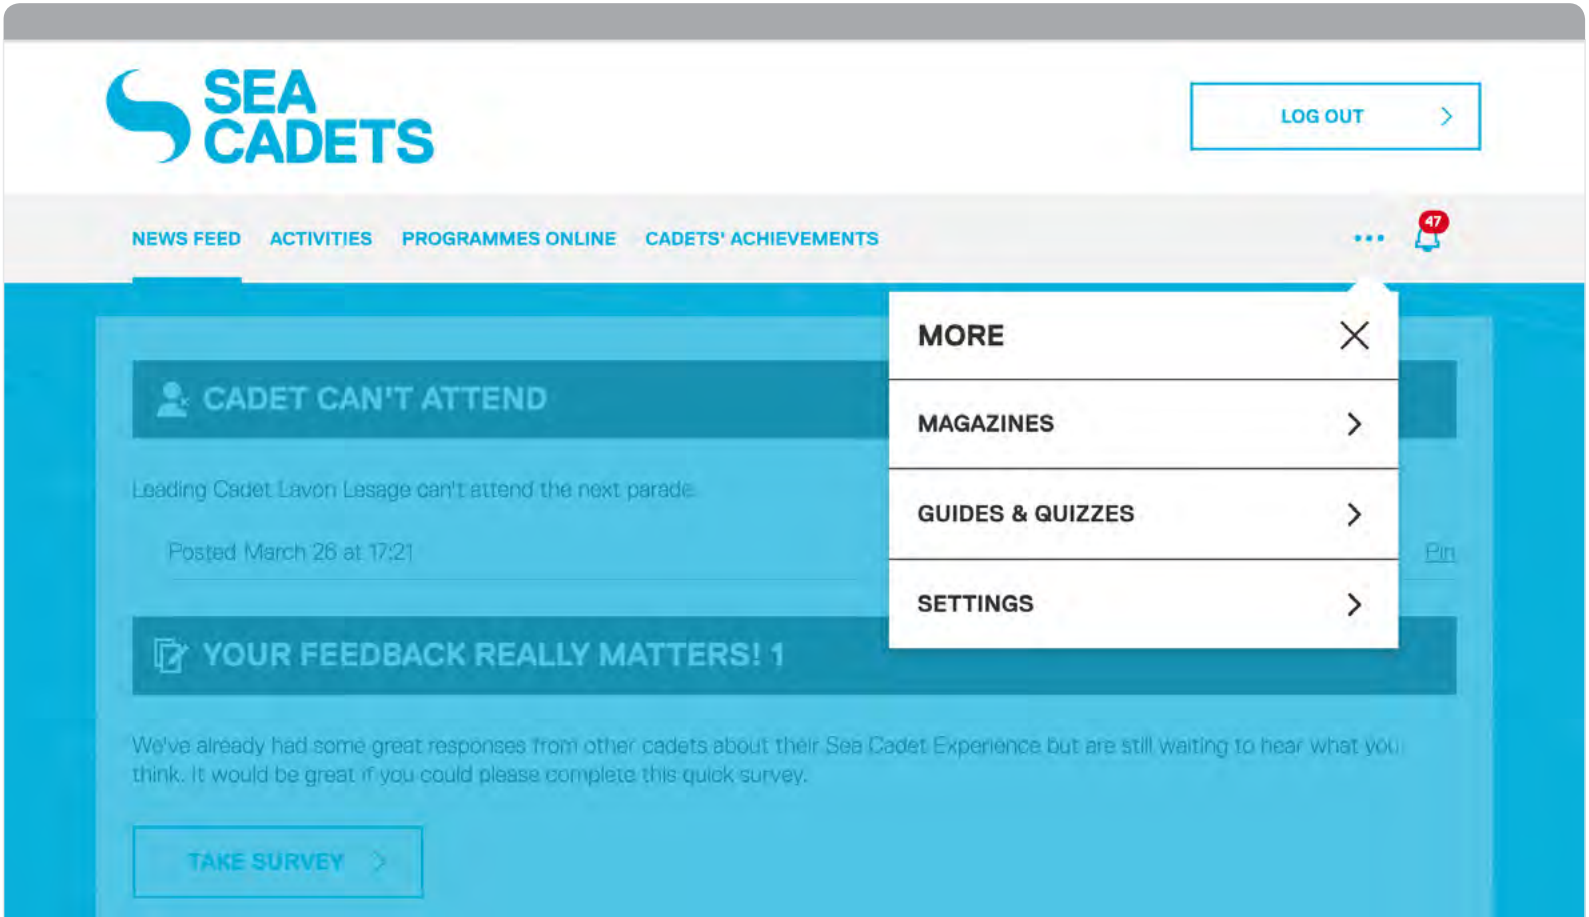 SEA
CADETS
LOG OUT
NEWS FEED ACTIVITIES PROGRAMMES ONLINE CADETS' ACHIEVEMENTS
47
MORE
CADET CAN'T ATTEND
MAGAZINES
Leading Cadet Lavon Lesage can't attend the next parade.
GUIDES & QUIZZES
Posted March 26 at 17:21
Pin
SETTINGS
YOUR FEEDBACK REALLY MATTERS! 1
We've already had some great responses from other cadets about their Sea Cadet Experience but are still waiting to hear what you
think. It would be great if you could please complete this quick survey.
TAKE SURVEY